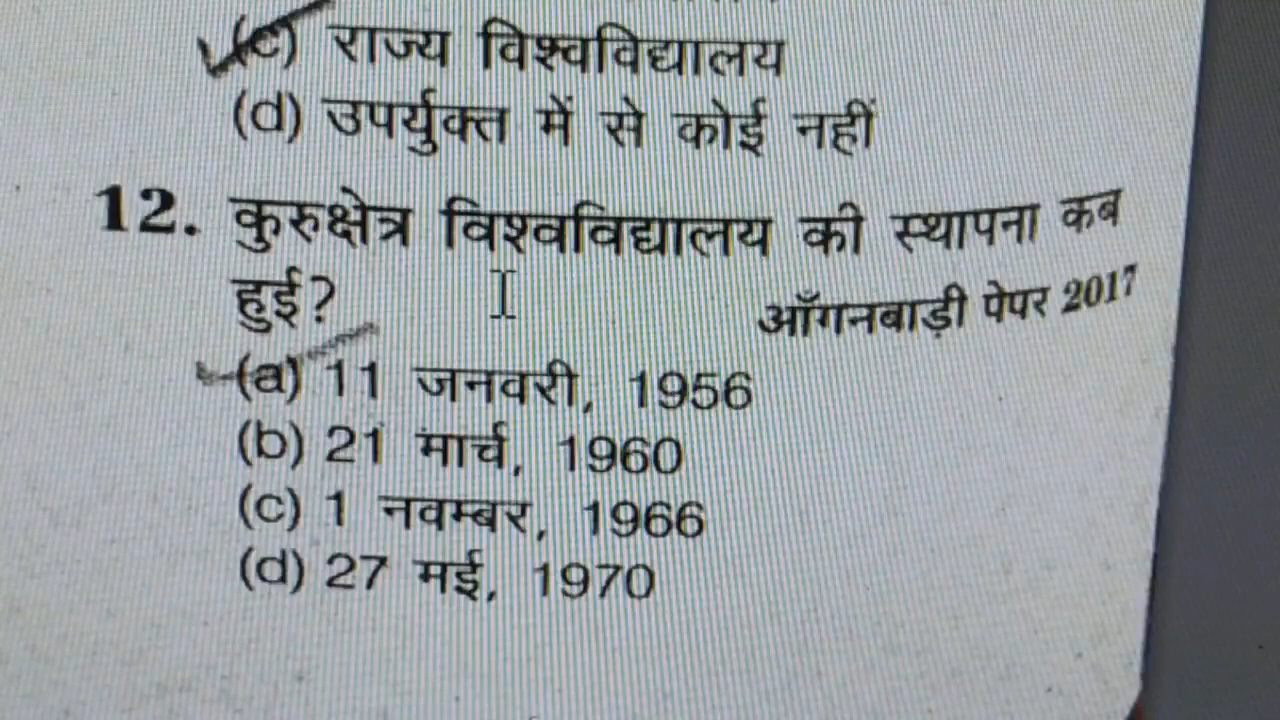 (c) राज्य विश्वविद्यालय
(d) उपर्युक्त में से कोई नहीं
12. कुरुक्षेत्र विश्वविद्यालय की स्थापना कब
हुई?
आँगनबाड़ी पेपर 2017
(a) 11 जनवरी, 1956
(b) 21 मार्च, 1960
(c) 1 नवम्बर, 1966
(d) 27 मई, 1970